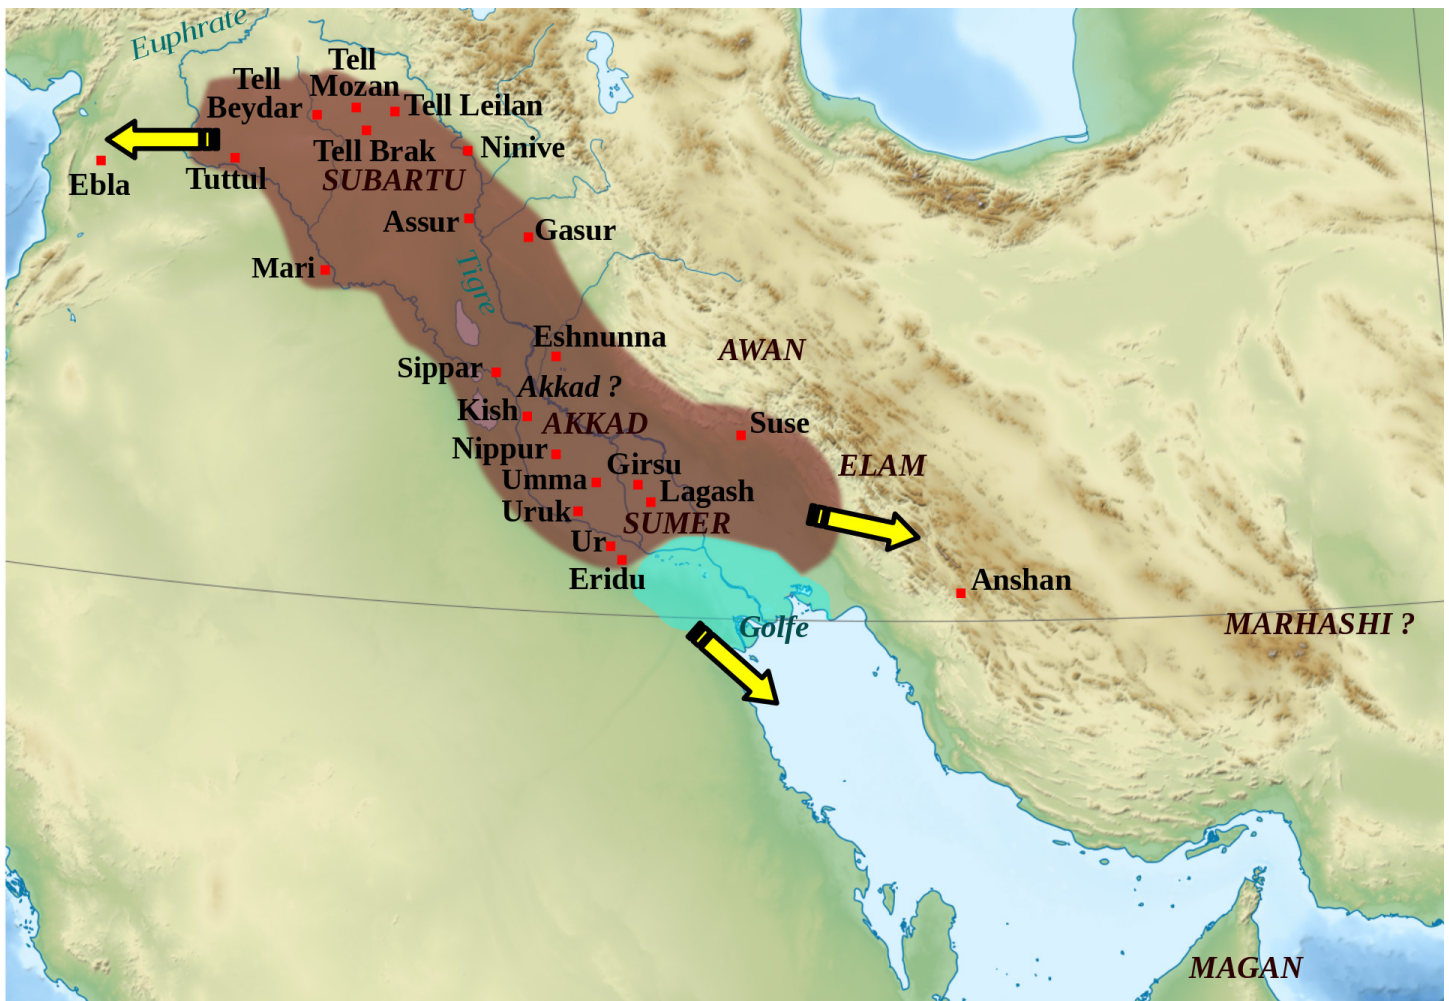 Euphrate
Tell
Mozan
Tell
Beydar
Tell Leilan
Tell Brak
Ninive
SUBARTU
Ebla
Tuttul
Assur
Gasur
Mari
Tigre
Eshnunna
AWAN
Sippar
Akkad ?
Kish
AKKAD
Suse
Nippur
Girsu
ELAM
Umma
Lagash
Uruk
SUMER
Ur
Eridu
Anshan
Golfe
MARHASHI ?
MAGAN